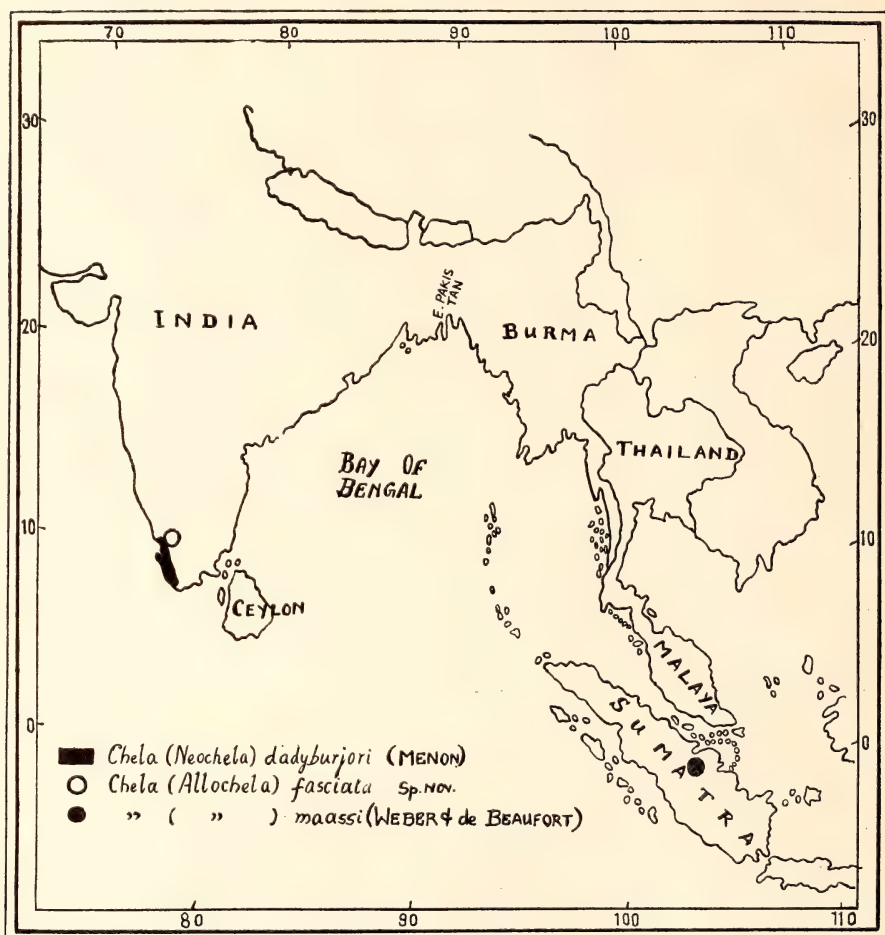 70 80 90 100 110
30 30
INDIA
E. PAKIS
TAN
BURMA
20 20
THAILAND
BAY OF
BENGAL
10 10
CEYLON
MALAYA
SUMATRA
0 0
Chela (Neochela) dadyburjori (MENON)
Chela (Allochela) fasciata Sp. NOV.
" ( " ) maassi (WEBER & de BEAUFORT)
80 90 100 110